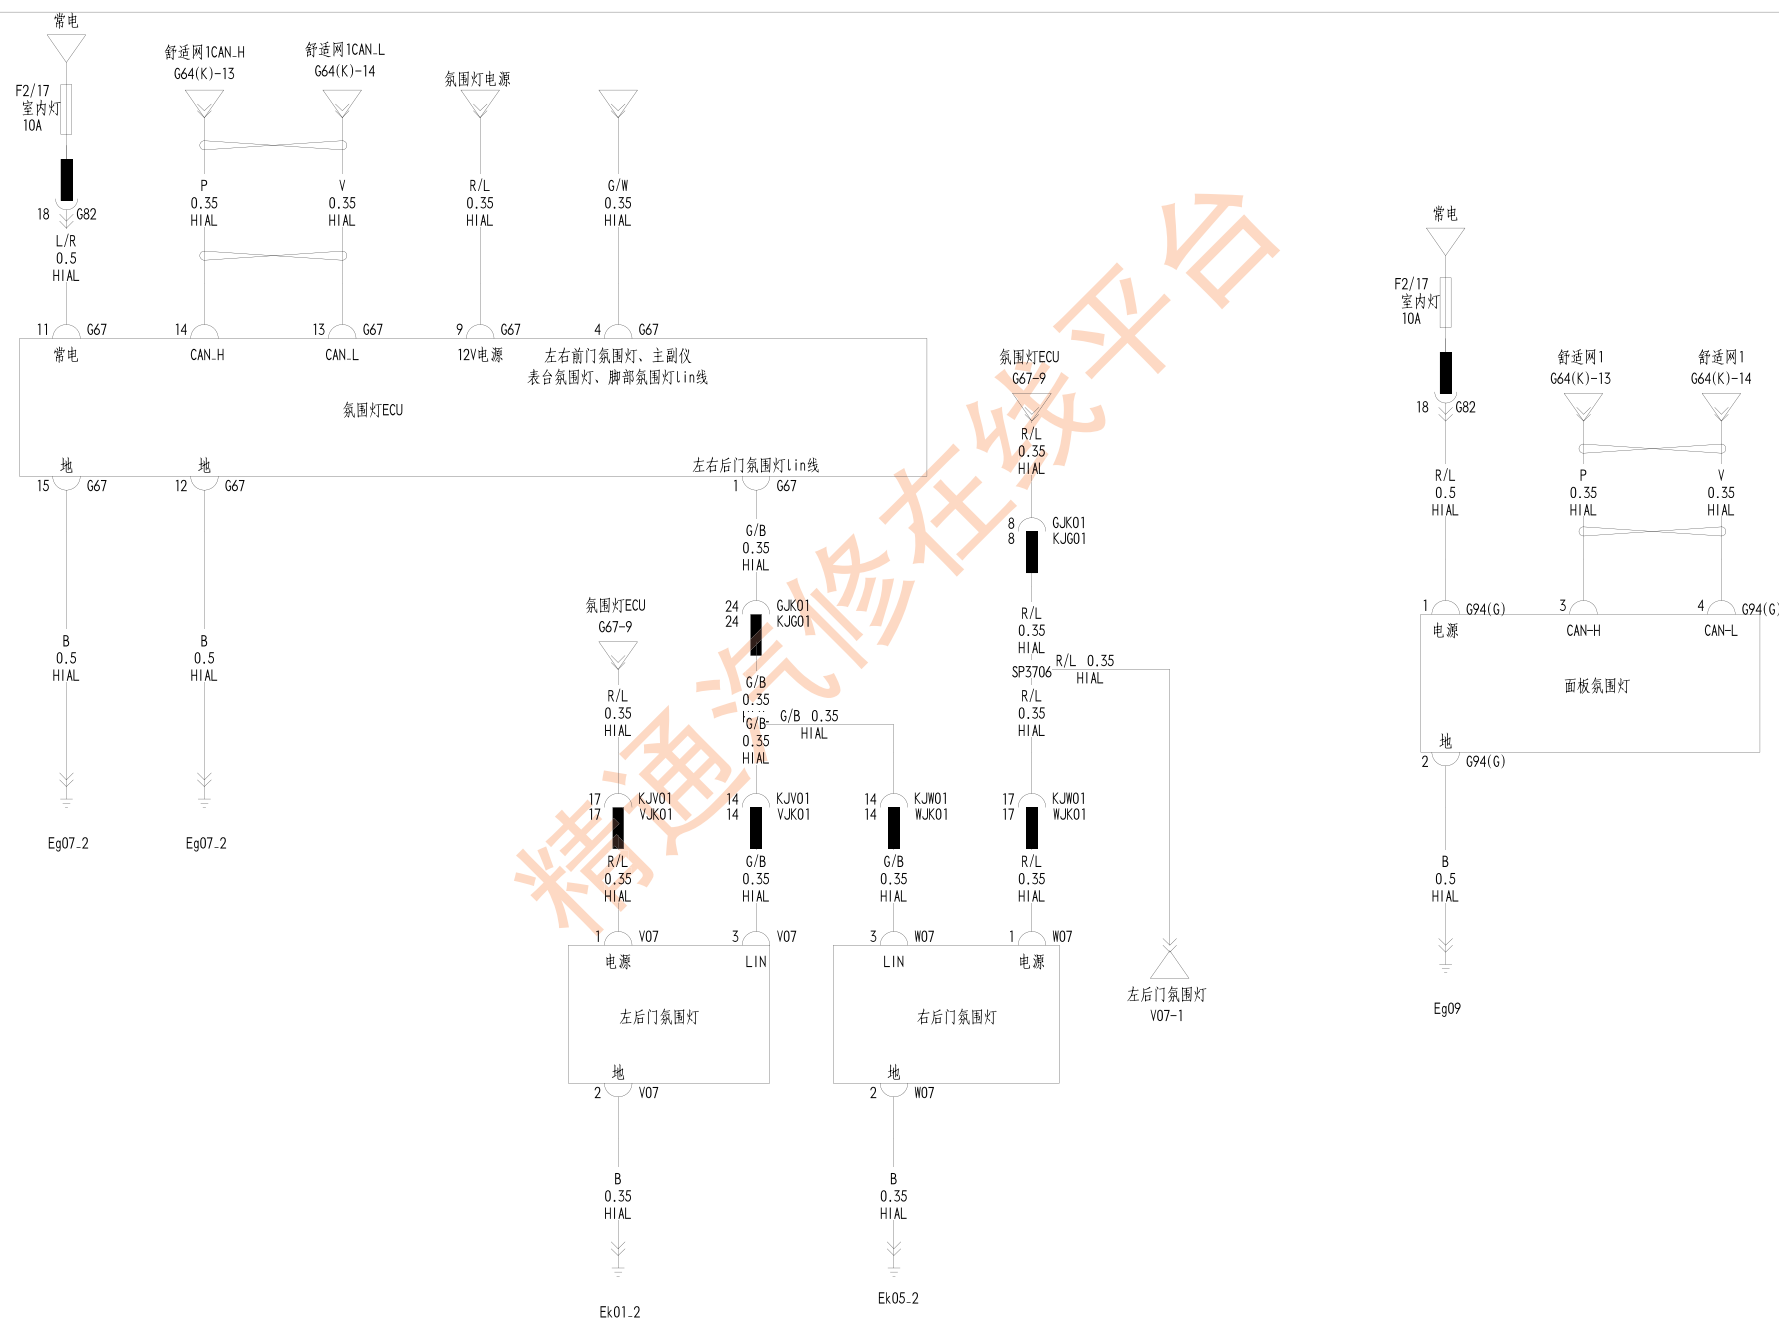 常电
F2/17
室内灯
10A
18 G82
L/R
0.5
HIAL
舒适网1CAN_H
G64(K)-13
P
0.35
HIAL
舒适网1CAN_L
G64(K)-14
V
0.35
HIAL
氛围灯电源
R/L
0.35
HIAL
G/W
0.35
HIAL
11 G67
14
13 G67
9 G67
4 G67
常电
CAN_H
CAN_L
12V电源
左右前门氛围灯、主副仪
表台氛围灯、脚部氛围灯lin线
氛围灯ECU
地
地
左右后门氛围灯lin线
15 G67
12 G67
1 G67
B
0.5
HIAL
Eg07_2
B
0.5
HIAL
Eg07_2
G/B
0.35
HIAL
24 GJK01
24 KJG01
G/B
0.35
G/B 0.35
HIAL
G/B
0.35
HIAL
氛围灯ECU
G67-9
R/L
0.35
HIAL
氛围灯ECU
G67-9
R/L
0.35
HIAL
8 GJK01
8 KJG01
R/L
0.35
HIAL
SP3706
R/L 0.35
HIAL
R/L
0.35
HIAL
17 KJV01
17 VJK01
14 KJV01
14 VJK01
14 KJW01
14 WJK01
17 KJW01
17 WJK01
R/L
0.35
HIAL
G/B
0.35
HIAL
G/B
0.35
HIAL
R/L
0.35
HIAL
1 V07
3 V07
3 W07
1 W07
电源
LIN
LIN
电源
左后门氛围灯
右后门氛围灯
地
地
2 V07
2 W07
左后门氛围灯
V07-1
B
0.35
HIAL
Ek01_2
B
0.35
HIAL
Ek05_2
常电
F2/17
室内灯
10A
18 G82
R/L
0.5
HIAL
舒适网1
G64(K)-13
P
0.35
HIAL
舒适网1
G64(K)-14
V
0.35
HIAL
1 G94(G)
3
4 G94(G)
电源
CAN-H
CAN-L
面板氛围灯
地
2 G94(G)
B
0.5
HIAL
Eg09
精通汽修在线平台